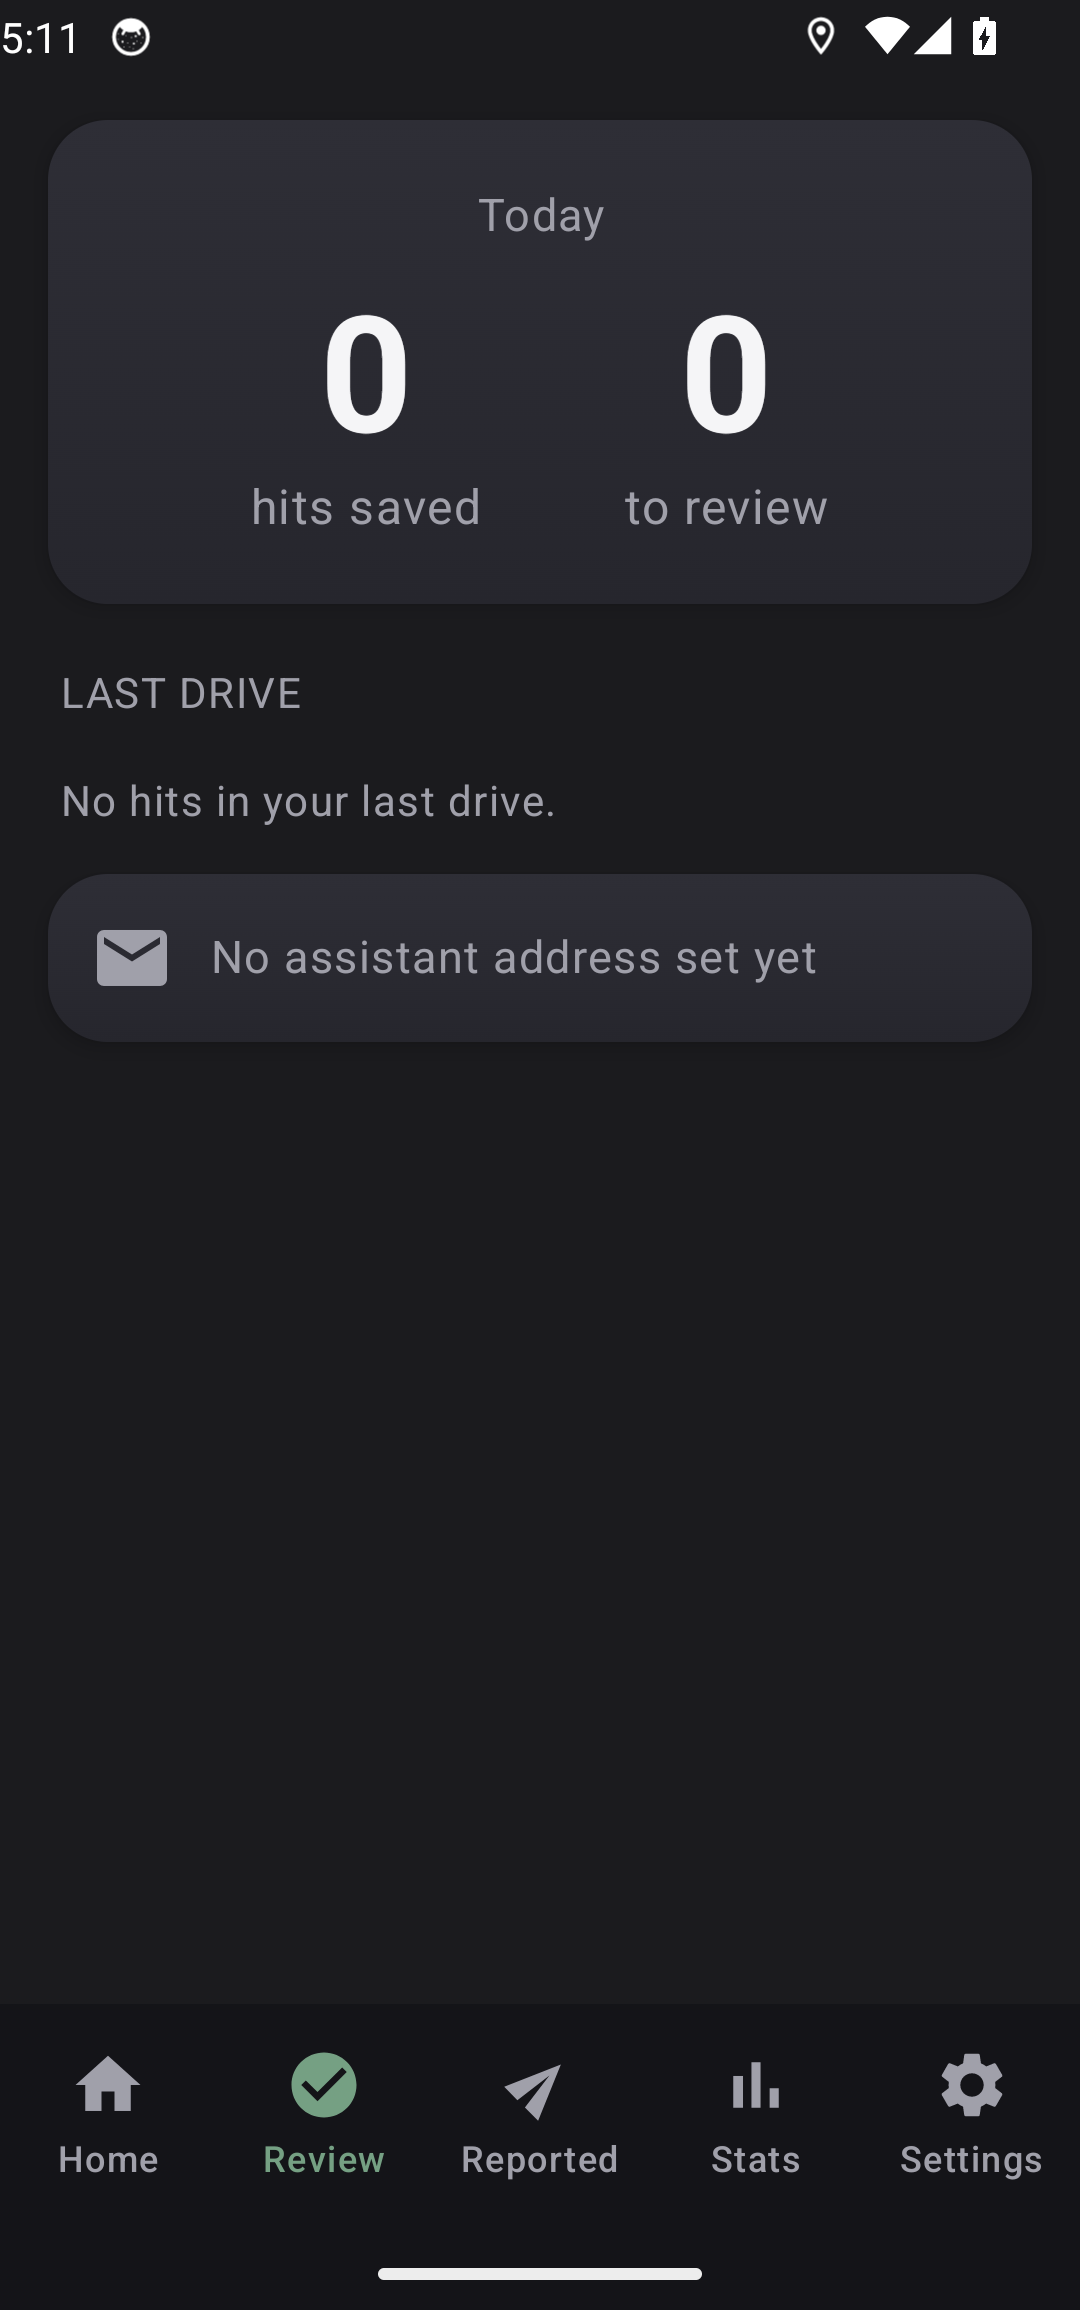 5:11
Today
0 0
hits saved to review
LAST DRIVE
No hits in your last drive.
No assistant address set yet
Home Review Reported Stats Settings